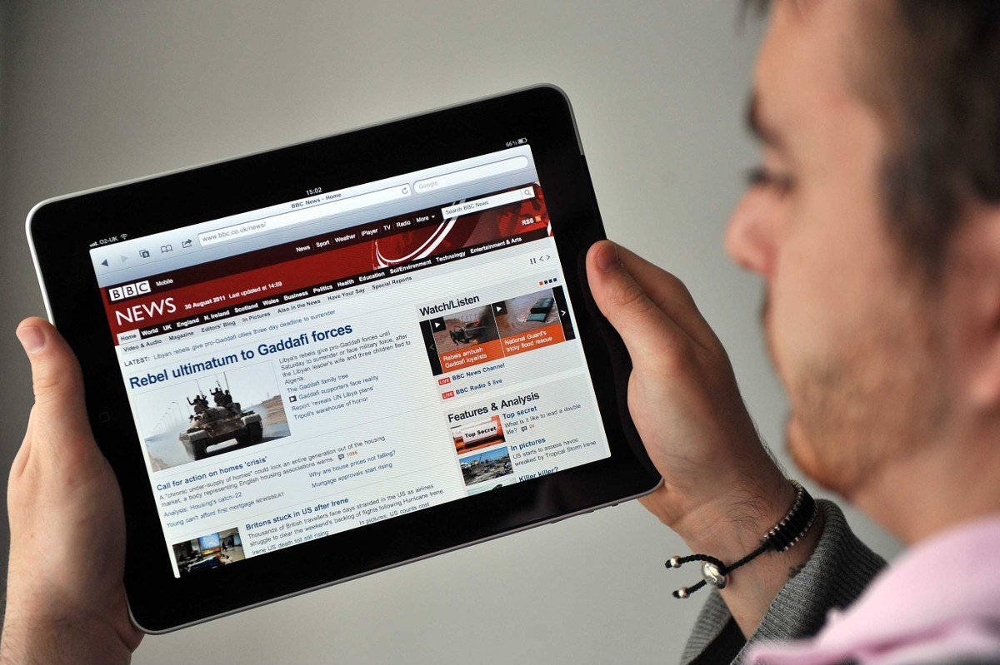 O2-UK
15:02
66%
BBC News - Home
www.bbc.co.uk/news/
Google
BBC Mobile
News Sport Weather iPlayer TV Radio More
Search BBC News
NEWS 30 August 2011 Last updated at 14:59
RSS
Home World UK England N. Ireland Scotland Wales Business Politics Health Education Sci/Environment Technology Entertainment & Arts
Video & Audio Magazine Editors' Blog In Pictures Also in the News Have Your Say Special Reports
LATEST: Libyan rebels give pro-Gaddafi cities three day deadline to surrender
Rebel ultimatum to Gaddafi forces
Libya's rebels give pro-Gaddafi forces until
Saturday to surrender or face military force, after
the Libyan leader's wife and three children fled to
Algeria.
The Gaddafi family tree
Gaddafi supporters face reality
Report 'reveals UN Libya plans'
Tripoli's warehouse of horror
Call for action on homes 'crisis'
A "chronic under-supply of homes" could lock an entire generation out of the housing
market, a body representing English housing associations warns. 1096
Analysis: Housing's catch-22
Why are house prices not falling?
Young can't afford first mortgage NEWSBEAT
Mortgage approvals start rising
Britons stuck in US after Irene
Thousands of British travellers face days stranded in the US as airlines
struggle to clear the weekend's backlog of flights following Hurricane Irene.
Irene US death toll still rising
In pictures: US counts cost
Watch/Listen
Rebels ambush
Gaddafi loyalists
National Guard's
tricky flood rescue
LIVE BBC News Channel
LIVE BBC Radio 5 live
Features & Analysis
Top Secret
Top secret
What is it like to lead a double
life? 24
In pictures
US starts to assess havoc
wreaked by Tropical Storm Irene
Killer killer?